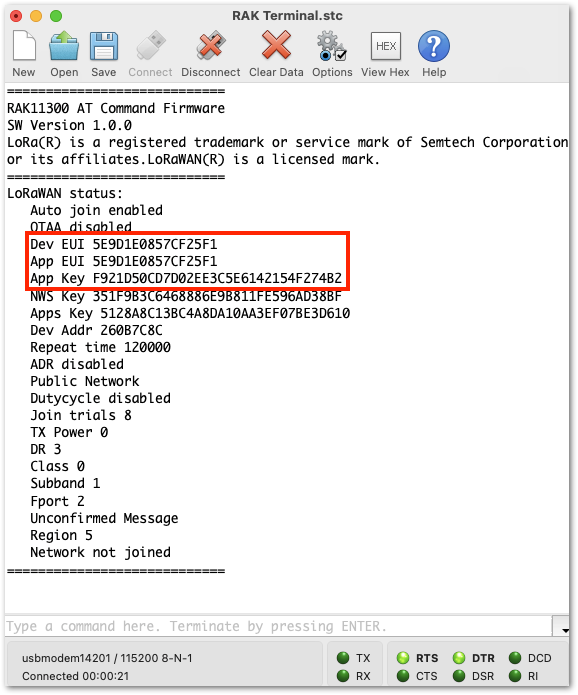 RAK Terminal.stc
New Open Save Connect Disconnect Clear Data Options View Hex Help
HEX
============================
RAK11300 AT Command Firmware
SW Version 1.0.0
LoRa(R) is a registered trademark or service mark of Semtech Corporation
or its affiliates.LoRaWAN(R) is a licensed mark.
============================
LoRaWAN status:
Auto join enabled
OTAA disabled
Dev EUI 5E9D1E0857CF25F1
App EUI 5E9D1E0857CF25F1
App Key F921D50CD7D02EE3C5E6142154F274B2
NWS Key 351F9B3C6468886E9B811FE596AD38BF
Apps Key 5128A8C13BC4A8DA10AA3EF07BE3D610
Dev Addr 260B7C8C
Repeat time 120000
ADR disabled
Public Network
Dutycycle disabled
Join trials 8
TX Power 0
DR 3
Class 0
Subband 1
Fport 2
Unconfirmed Message
Region 5
Network not joined
============================
Type a command here. Terminate by pressing ENTER.
usbmodem14201 / 115200 8-N-1
Connected 00:00:21
TX RTS DTR DCD
RX CTS DSR RI